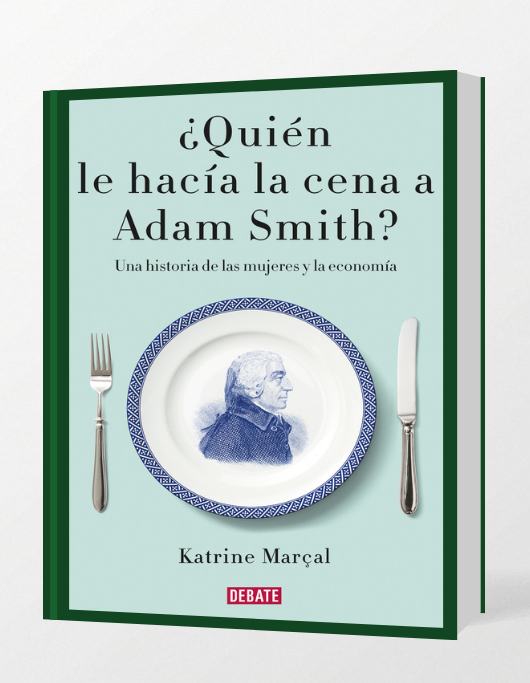 ¿Quién
le hacía la cena a
Adam Smith?
Una historia de las mujeres y la economía
Katrine Marçal
DEBATE